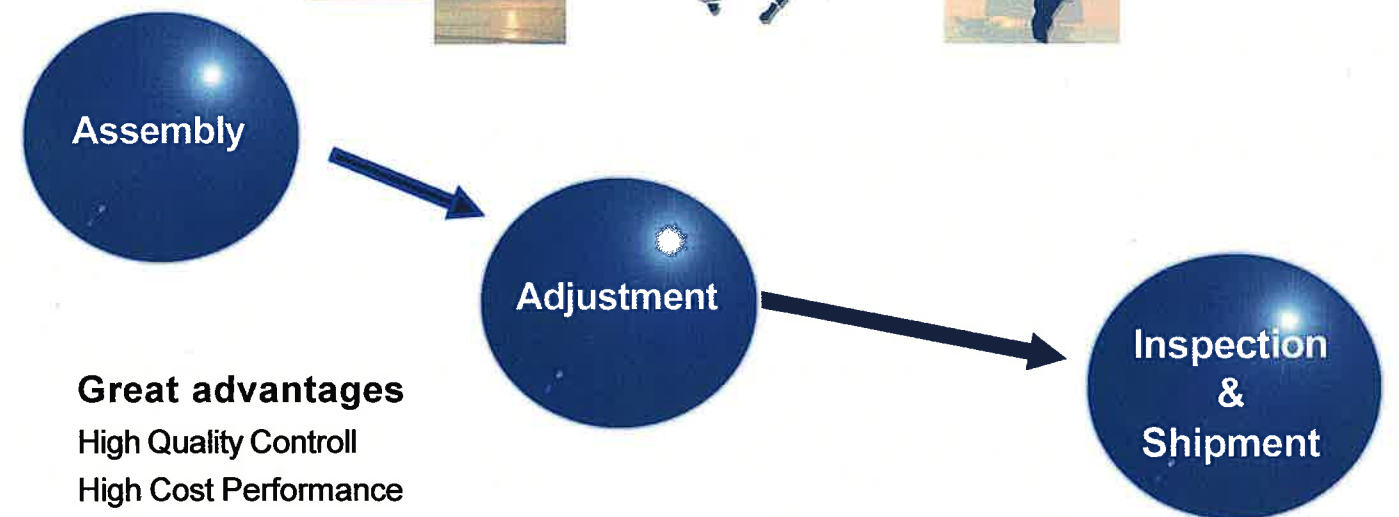 Assembly
Adjustment
Inspection
&
Shipment
Great advantages
High Quality Controll
High Cost Performance